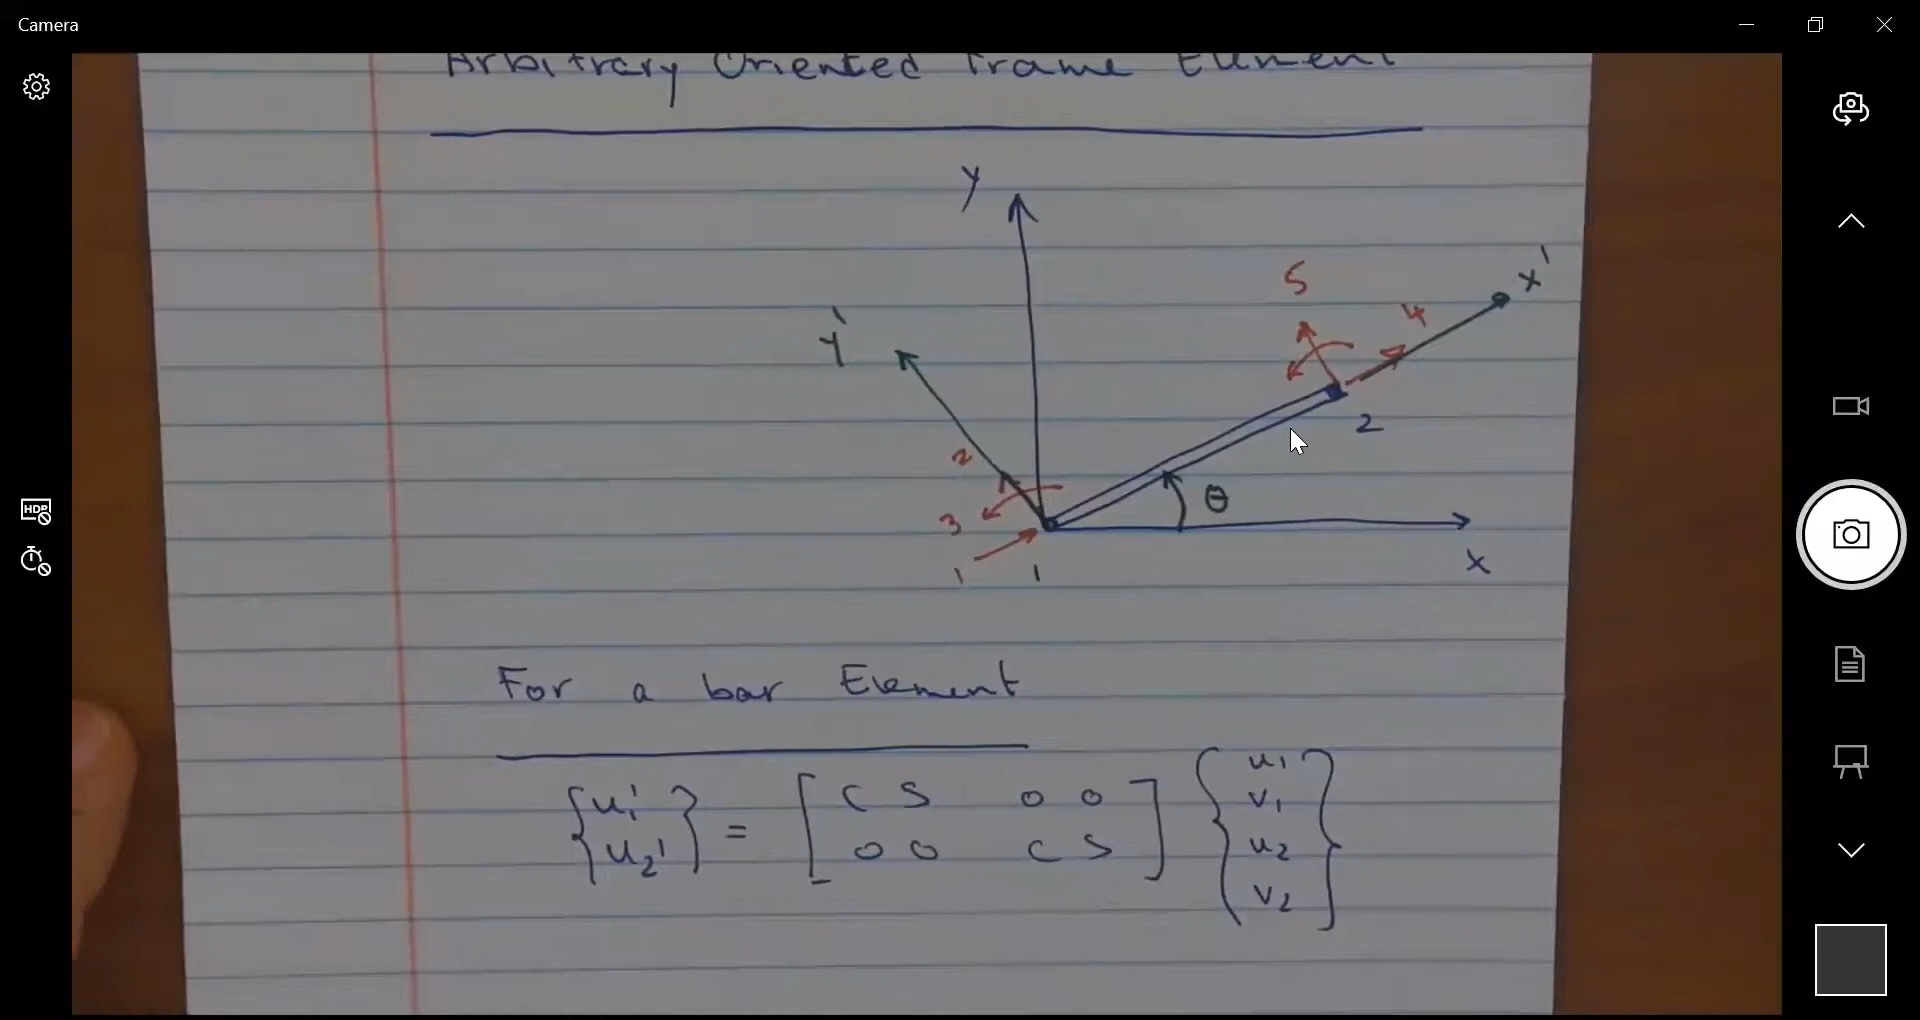 Camera
Arbitrary Oriented Frame Element
y
x'
y'
5
4
2
2
3
θ
1
1
x
For a bar Element
{u1' u2'} = [C S 0 0
0 0 C S] {u1 v1 u2 v2}
HDR